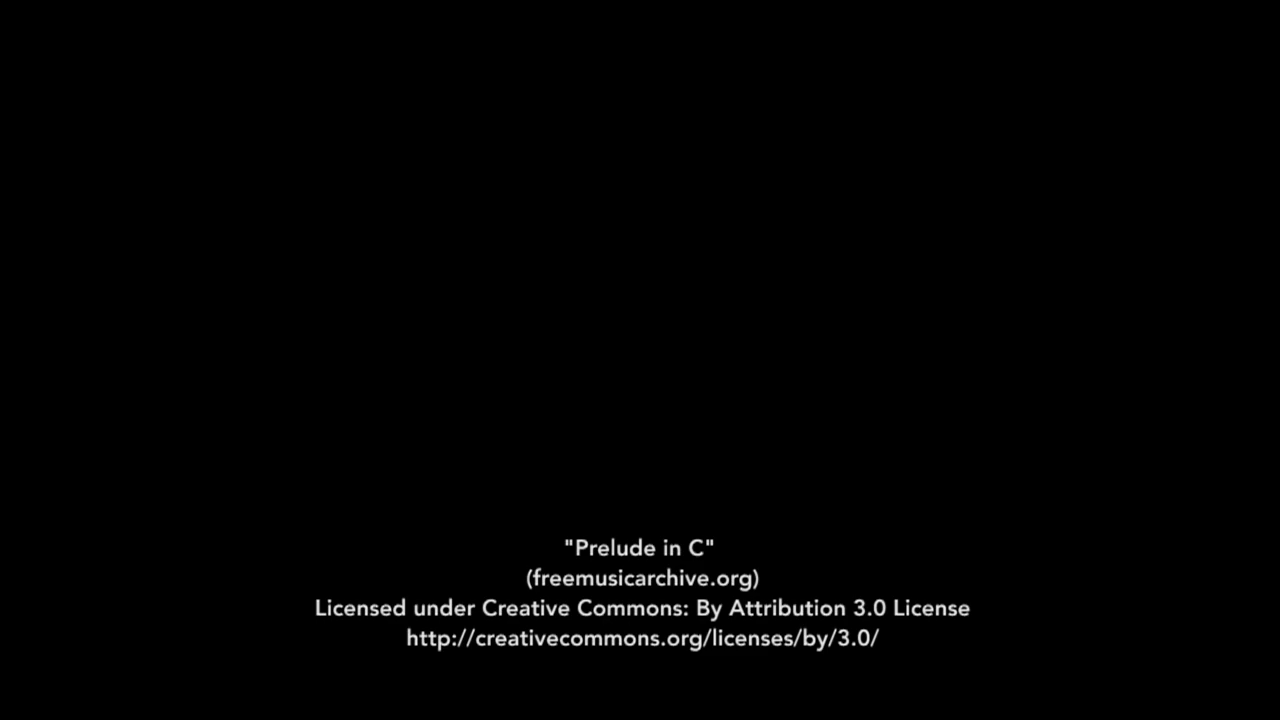 "Prelude in C"
(freemusicarchive.org)
Licensed under Creative Commons: By Attribution 3.0 License
http://creativecommons.org/licenses/by/3.0/